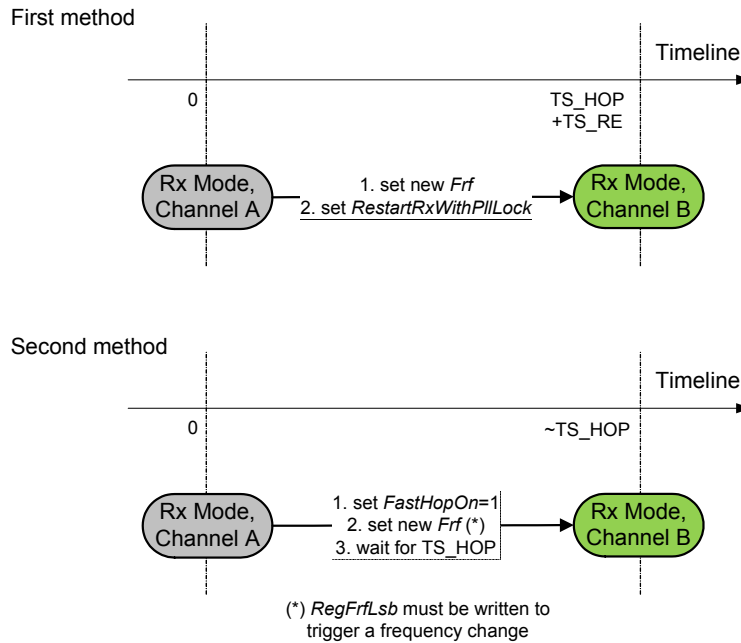 First method
Timeline
0
TS_HOP
+TS_RE
Rx Mode,
Channel A
1. set new Frf
2. set RestartRxWithPllLock
Rx Mode,
Channel B
Second method
Timeline
0
~TS_HOP
Rx Mode,
Channel A
1. set FastHopOn=1
2. set new Frf (*)
3. wait for TS_HOP
Rx Mode,
Channel B
(*) RegFrfLsb must be written to
trigger a frequency change